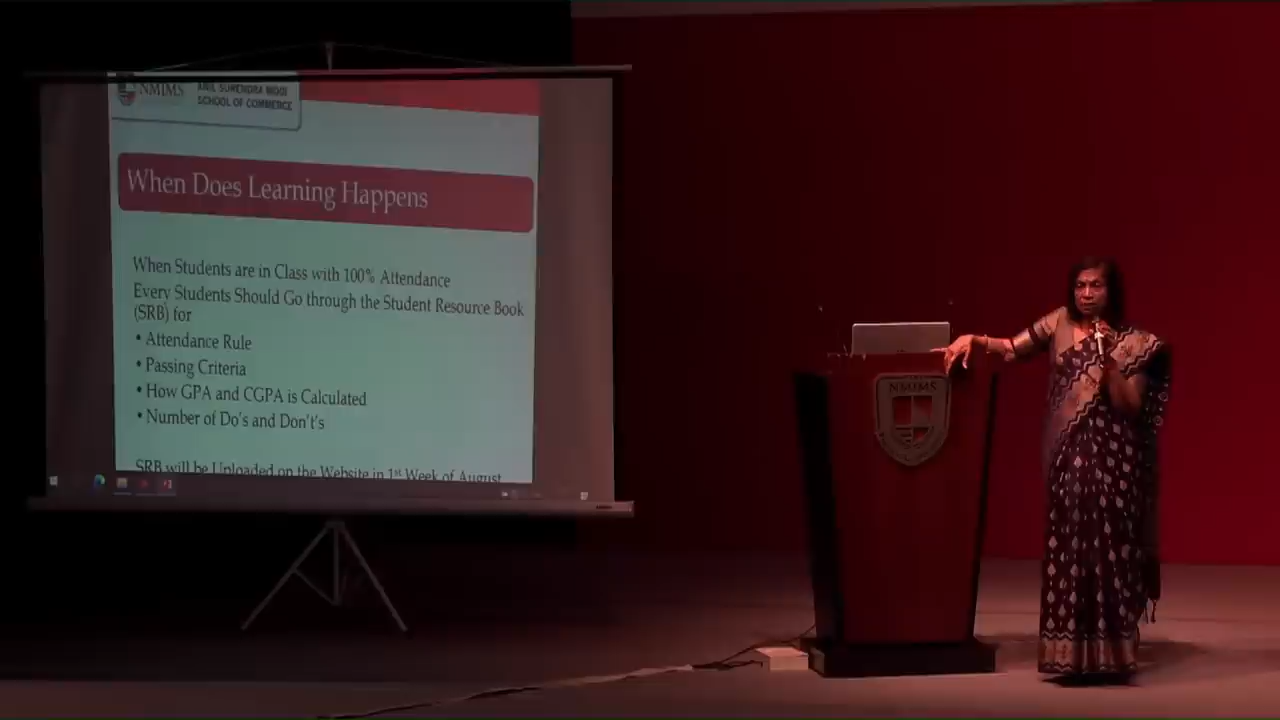 NMIMS
ANIL SURENDRA MODI
SCHOOL OF COMMERCE
When Does Learning Happens
When Students are in Class with 100% Attendance
Every Students Should Go through the Student Resource Book
(SRB) for
• Attendance Rule
• Passing Criteria
• How GPA and CGPA is Calculated
• Number of Do's and Don't's
SRB will be Uploaded on the Website in 1st Week of August
NMIMS